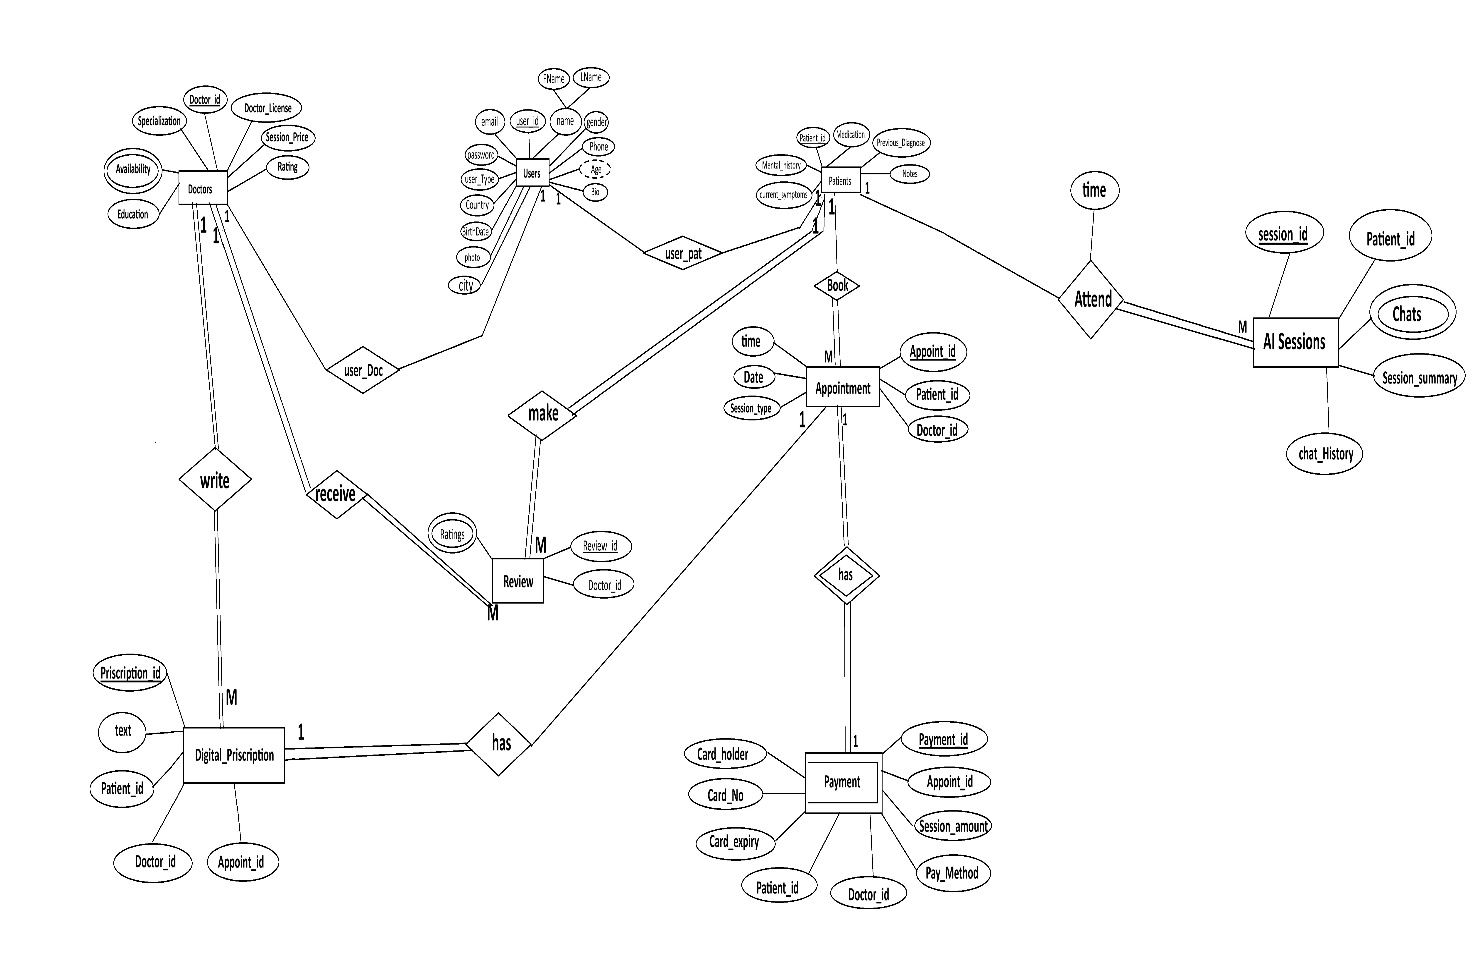 Doctor_id
Doctor_License
Specialization
Session_Price
Availability
Rating
Education
Doctors
1
1
1
FName
LName
email
user_id
name
gender
password
Phone
user_Type
Age
Country
Bio
BirthDate
photo
city
Users
1
1
Patient_id
Medication
Previous_Diagnose
Mental_history
Notes
current_symptoms
Patients
1
1
1
1
user_pat
user_Doc
Book
time
Attend
M
session_id
Patient_id
Chats
Session_summary
chat_History
AI Sessions
time
Date
Session_type
M
Appoint_id
Patient_id
Doctor_id
Appointment
1
1
make
write
receive
Ratings
M
Review_id
Doctor_id
Review
M
has
Priscription_id
text
Patient_id
Doctor_id
Appoint_id
M
Digital_Priscription
1
has
1
Payment
Card_holder
Card_No
Card_expiry
Patient_id
Doctor_id
Payment_id
Appoint_id
Session_amount
Pay_Method